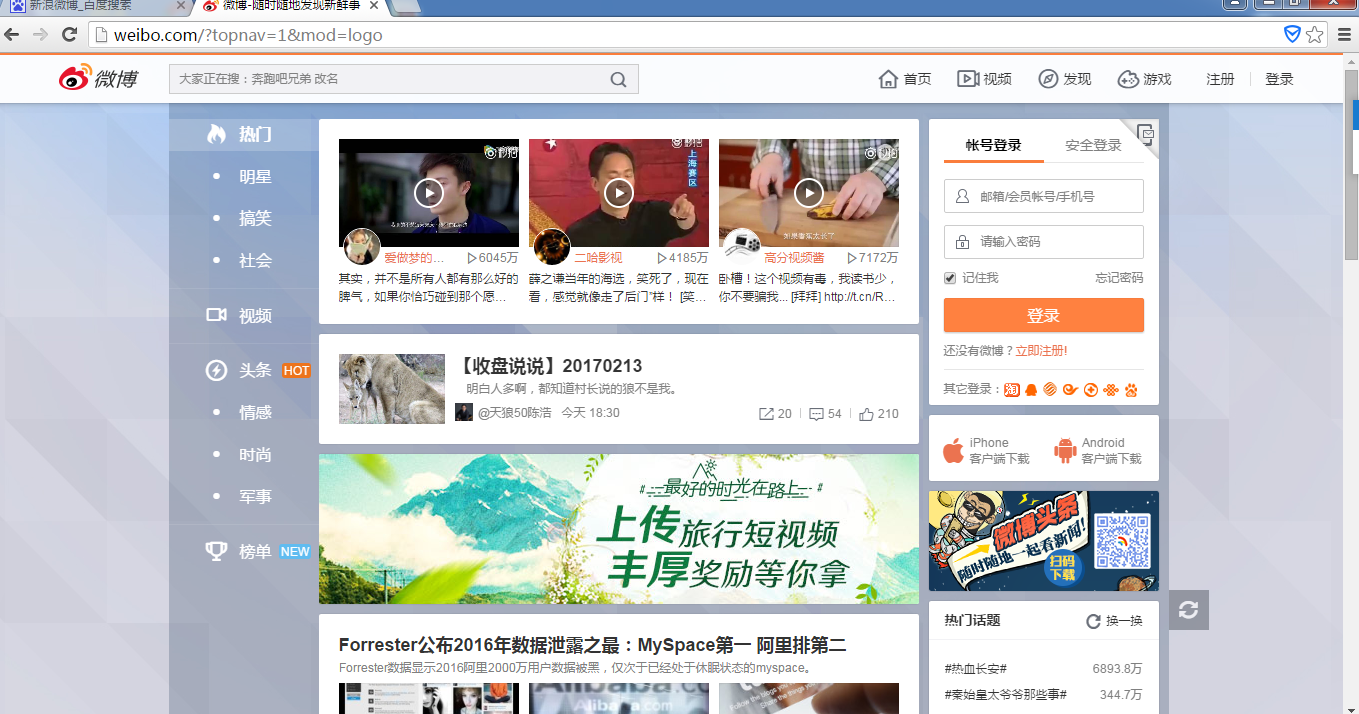 新浪微博_百度搜索
微博-随时随地发现新鲜事
weibo.com/?topnav=1&mod=logo
微博
大家正在搜：奔跑吧兄弟 改名
首页
视频
发现
游戏
注册
登录
热门
明星
搞笑
社会
视频
头条 HOT
情感
时尚
军事
榜单 NEW
秒拍
爱做梦的...
6045万
其实，并不是所有人都有那么好的
脾气，如果你恰巧碰到那个愿...
秒拍
上海赛区
二哈影视
4185万
薛之谦当年的海选，笑死了，现在
看，感觉就像走了后门"样！ [笑...
秒拍
如果香蕉太长了
高分视频酱
7172万
卧槽！这个视频有毒，我读书少，
你不要骗我... [拜拜] http://t.cn/R...
【收盘说说】20170213
明白人多啊，都知道村长说的狼不是我。
@天狼50陈浩 今天 18:30
20
54
210
#最好的时光在路上#
上传旅行短视频
丰厚奖励等你拿
Forrester公布2016年数据泄露之最：MySpace第一 阿里排第二
Forrester数据显示2016阿里2000万用户数据被黑，仅次于已经处于休眠状态的myspace。
Alibaba.com
帐号登录
安全登录
邮箱/会员帐号/手机号
请输入密码
记住我
忘记密码
登录
还没有微博？立即注册!
其它登录：
淘
iPhone
客户端下载
Android
客户端下载
微博头条
随时随地一起看新闻!
扫码
下载
热门话题
换一换
#热血长安#
6893.8万
#秦始皇太爷爷那些事#
344.7万